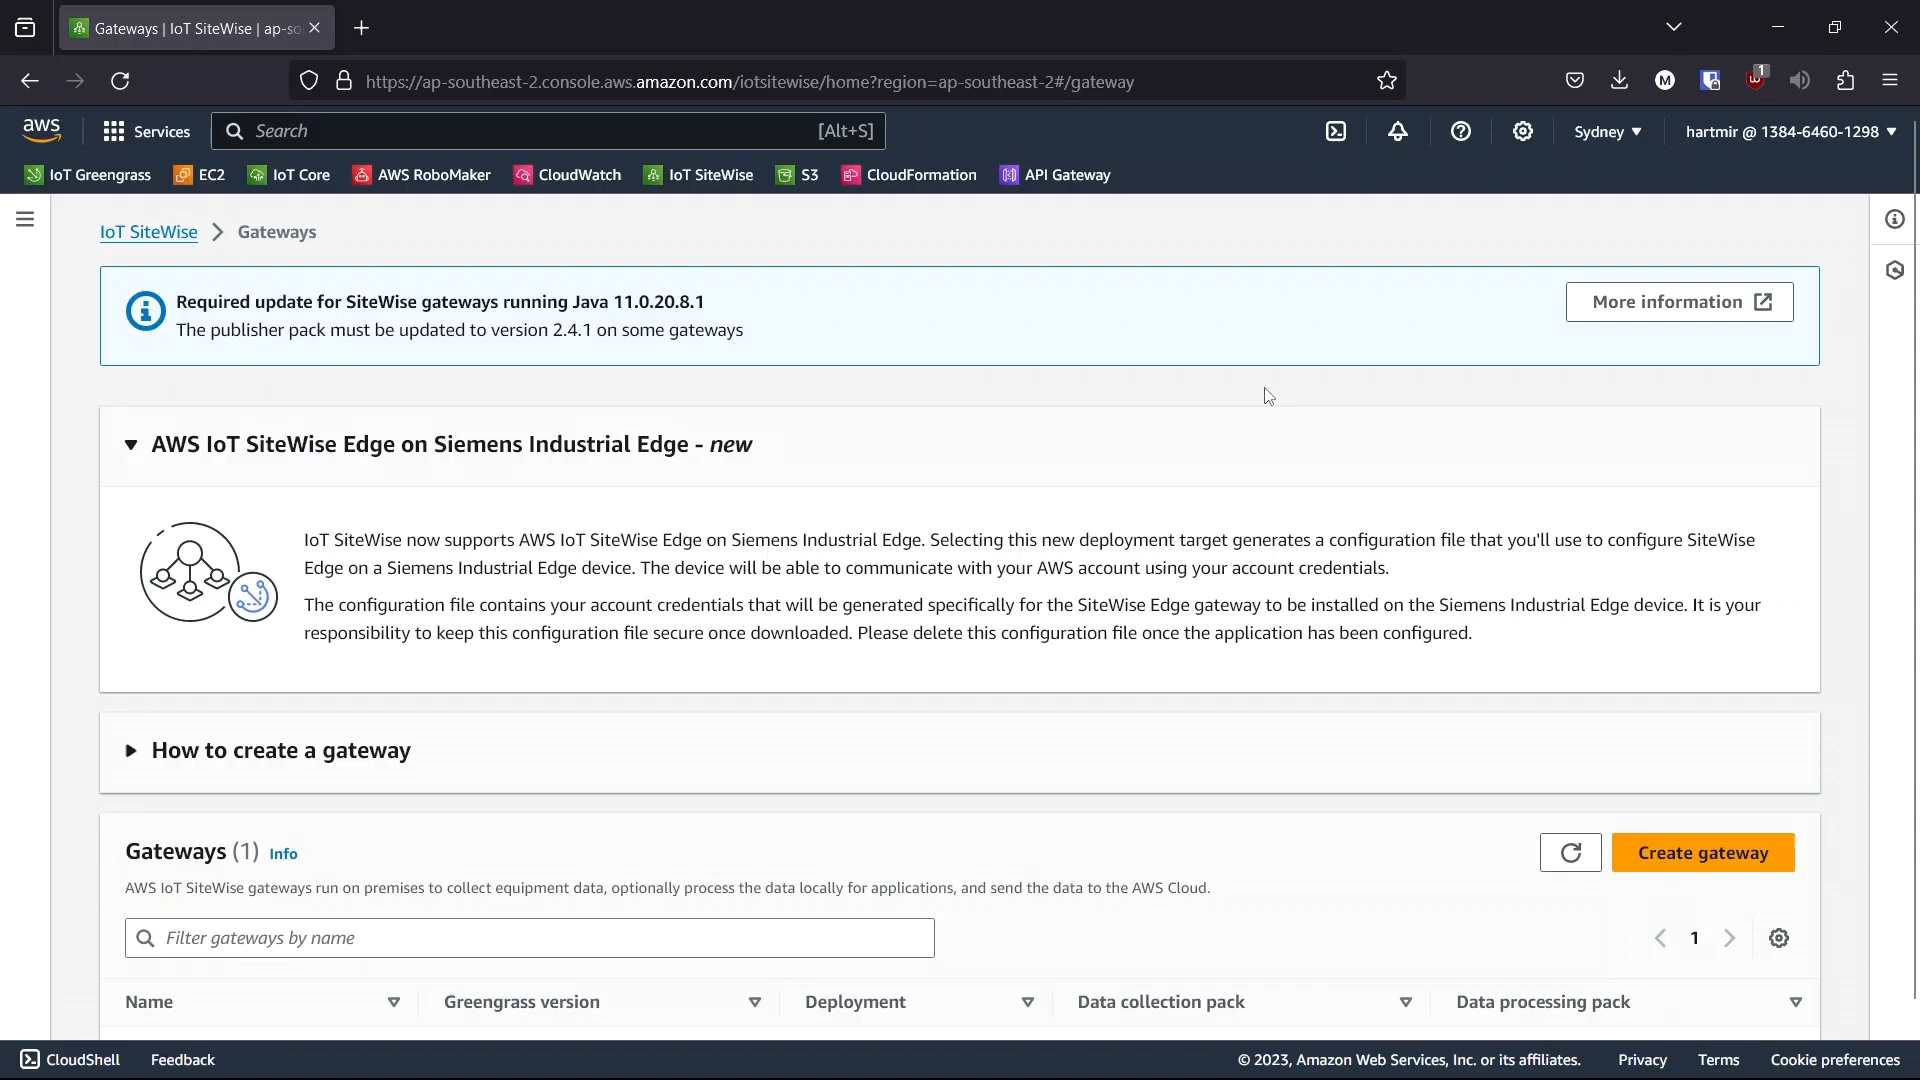 Gateways | IoT SiteWise | ap-so
https://ap-southeast-2.console.aws.amazon.com/iotsitewise/home?region=ap-southeast-2#/gateway
M
1
aws
Services
Search
[Alt+S]
Sydney
hartmir @ 1384-6460-1298
IoT Greengrass
EC2
IoT Core
AWS RoboMaker
CloudWatch
IoT SiteWise
S3
CloudFormation
API Gateway
IoT SiteWise
Gateways
Required update for SiteWise gateways running Java 11.0.20.8.1
The publisher pack must be updated to version 2.4.1 on some gateways
More information
AWS IoT SiteWise Edge on Siemens Industrial Edge - new
IoT SiteWise now supports AWS IoT SiteWise Edge on Siemens Industrial Edge. Selecting this new deployment target generates a configuration file that you'll use to configure SiteWise
Edge on a Siemens Industrial Edge device. The device will be able to communicate with your AWS account using your account credentials.
The configuration file contains your account credentials that will be generated specifically for the SiteWise Edge gateway to be installed on the Siemens Industrial Edge device. It is your
responsibility to keep this configuration file secure once downloaded. Please delete this configuration file once the application has been configured.
How to create a gateway
Gateways (1) Info
Create gateway
AWS IoT SiteWise gateways run on premises to collect equipment data, optionally process the data locally for applications, and send the data to the AWS Cloud.
Filter gateways by name
1
Name
Greengrass version
Deployment
Data collection pack
Data processing pack
CloudShell
Feedback
© 2023, Amazon Web Services, Inc. or its affiliates.
Privacy
Terms
Cookie preferences